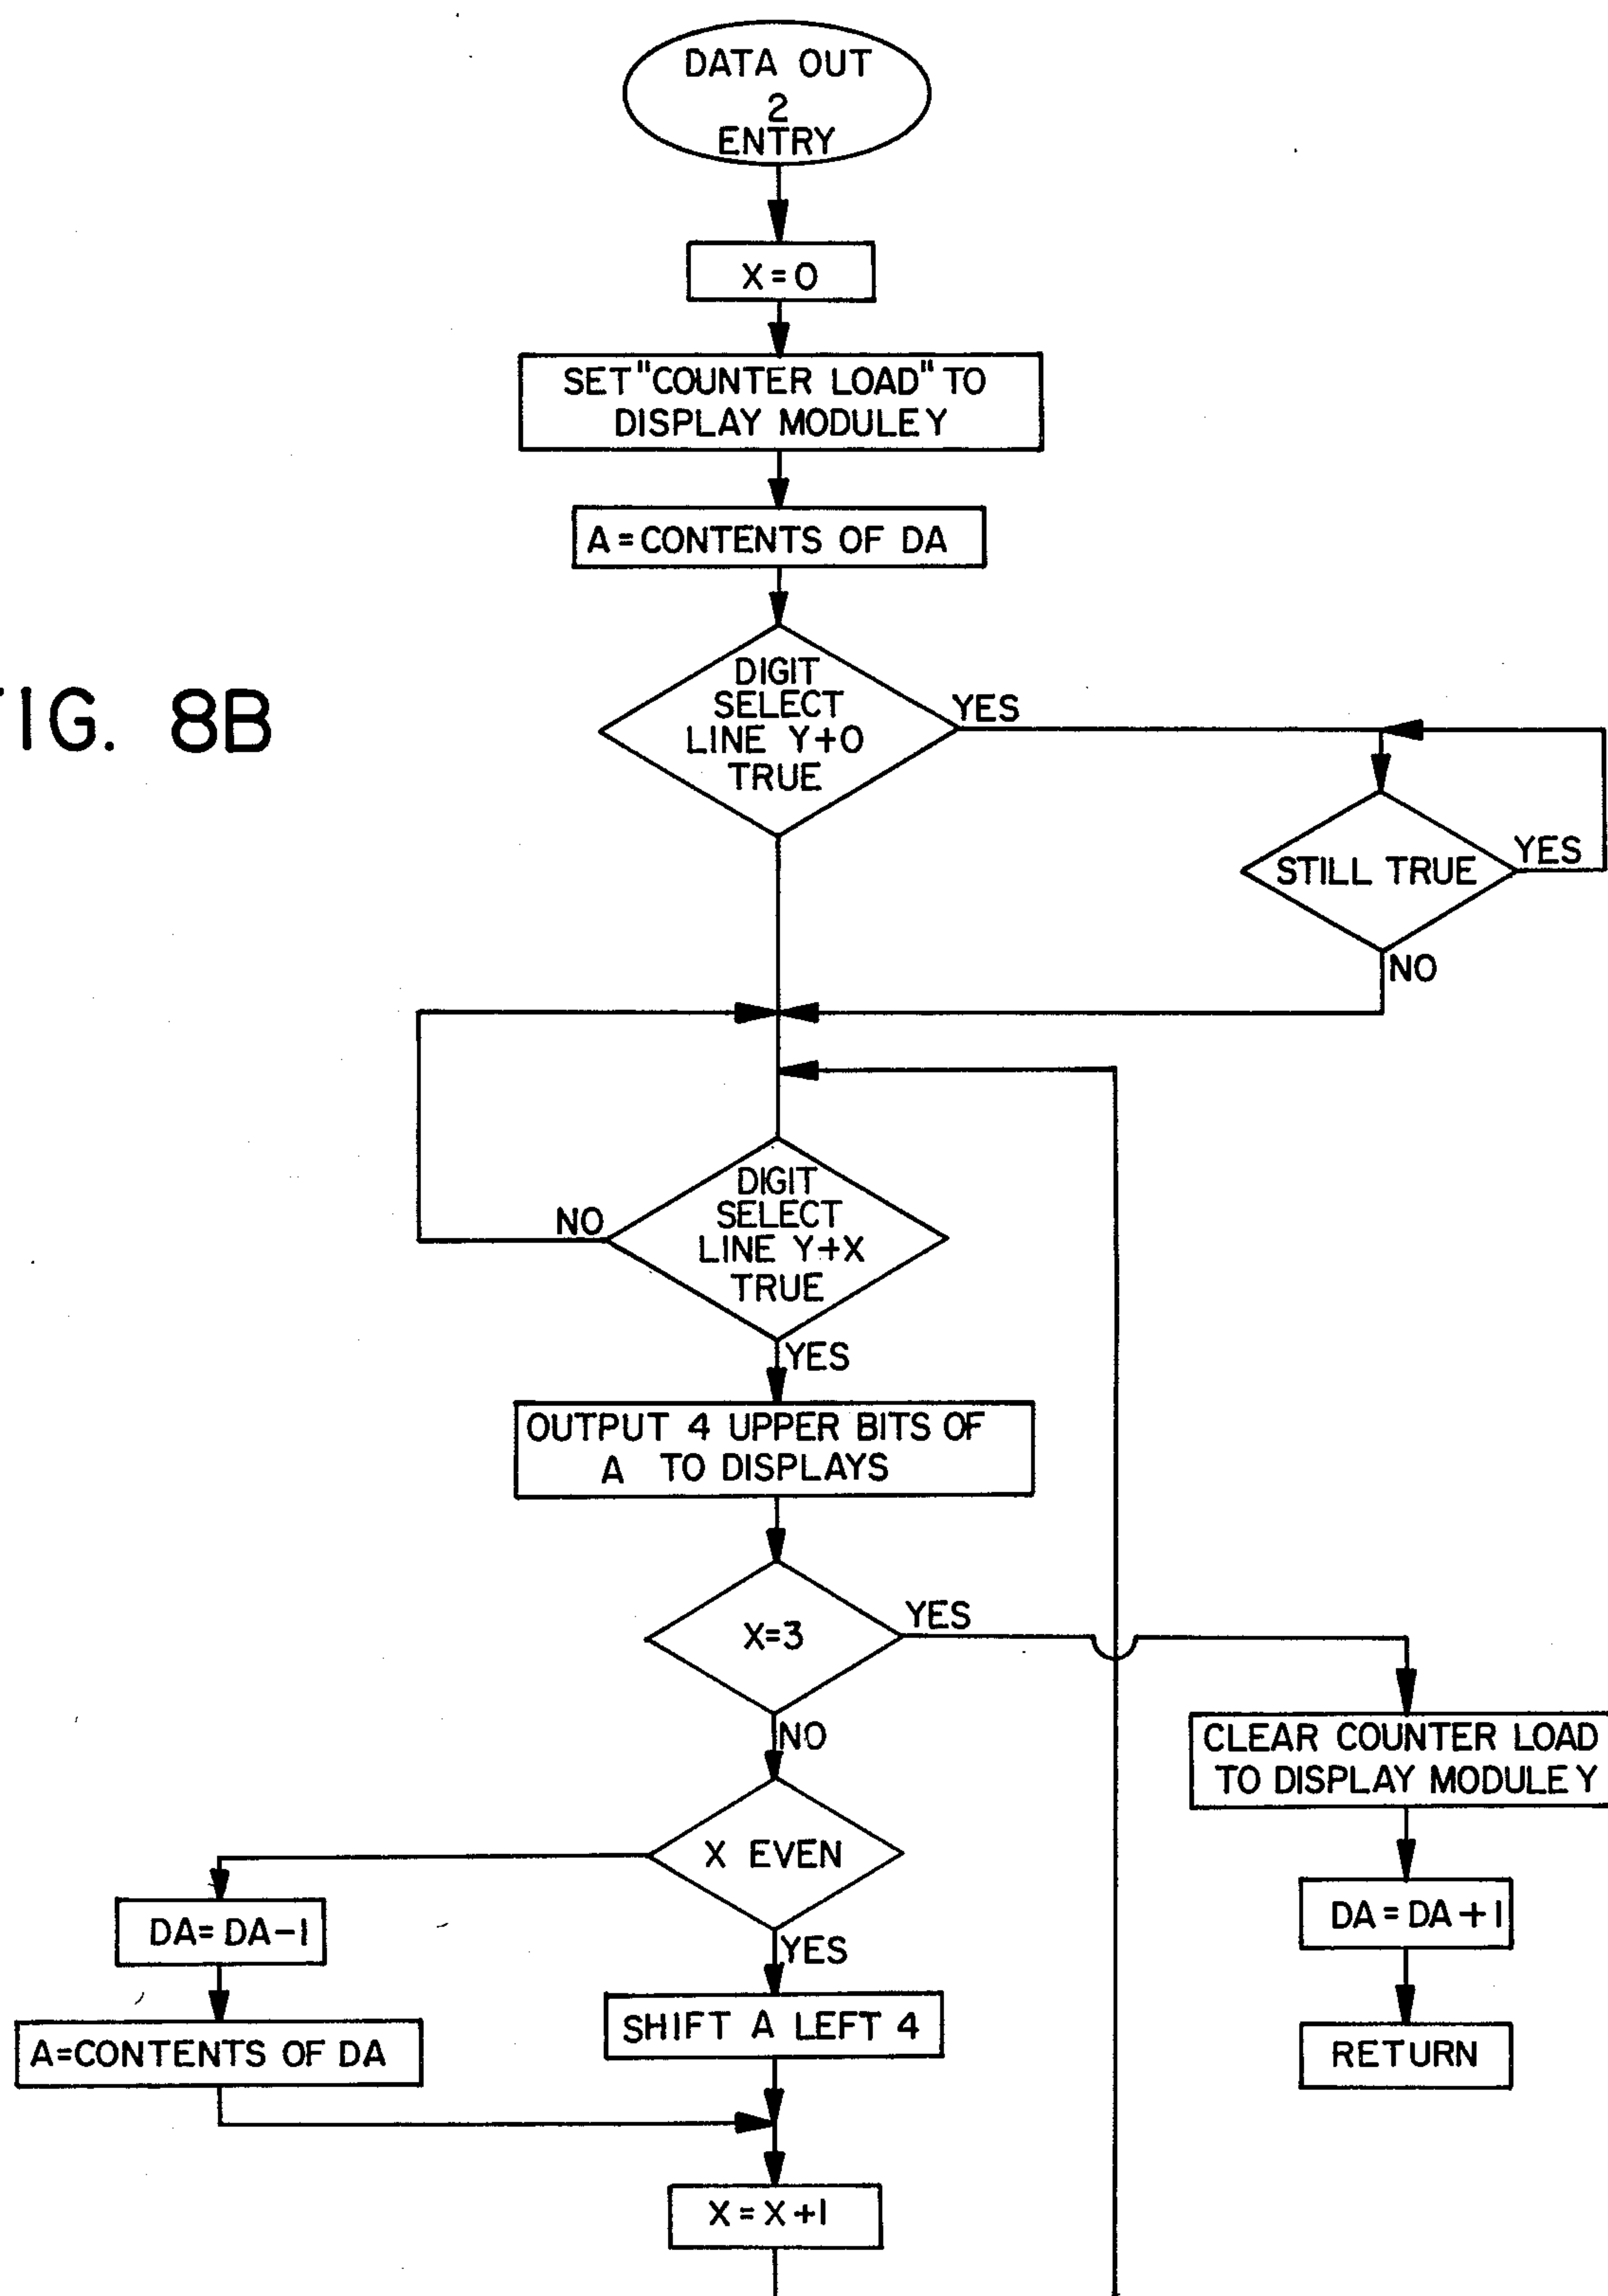 DATA OUT
2
ENTRY
X=0
SET "COUNTER LOAD" TO
DISPLAY MODULE Y
A=CONTENTS OF DA
DIGIT
SELECT
LINE Y+0
TRUE
YES
IG. 8B
STILL TRUE
YES
NO
DIGIT
SELECT
LINE Y+X
TRUE
NO
YES
OUTPUT 4 UPPER BITS OF
A TO DISPLAYS
X=3
YES
NO
CLEAR COUNTER LOAD
TO DISPLAY MODULE Y
X EVEN
YES
DA=DA-1
DA=DA+1
SHIFT A LEFT 4
A=CONTENTS OF DA
RETURN
X=X+1